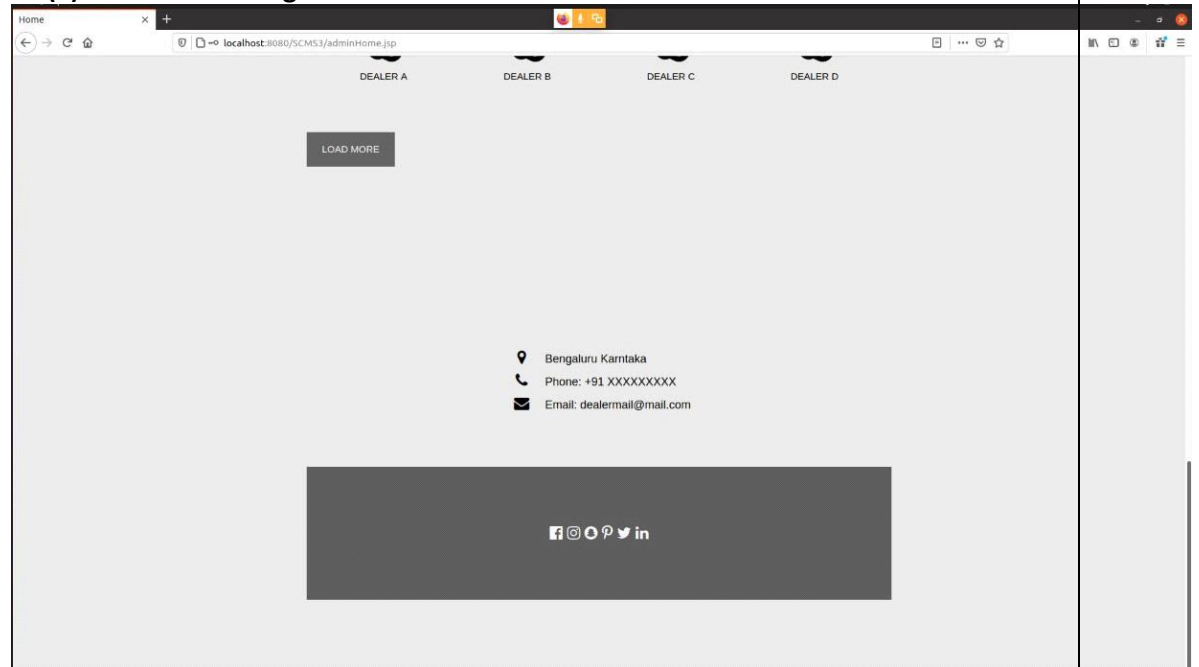 Home
localhost:8080/SCMS3/adminHome.jsp
DEALER A DEALER B DEALER C DEALER D
LOAD MORE
Bengaluru Karntaka
Phone: +91 XXXXXXXXX
Email: dealermail@mail.com